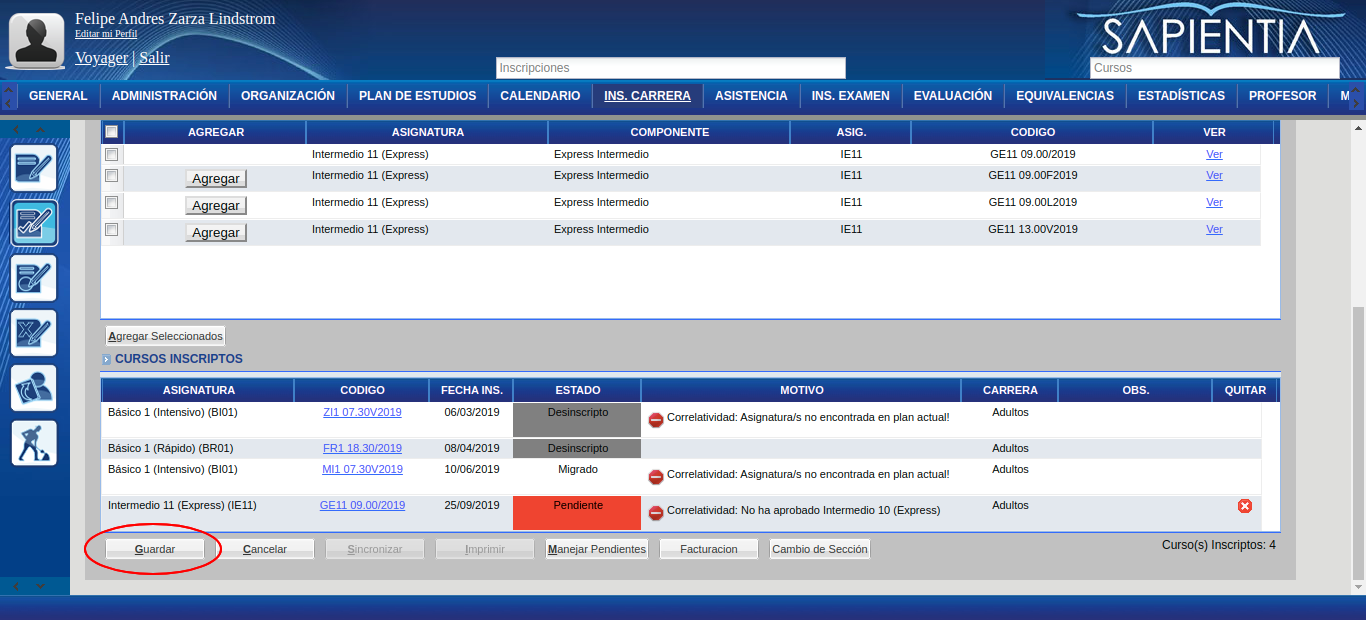 Felipe Andres Zarza Lindstrom
Editar mi Perfil
Voyager | Salir
SAPIENTIA
Inscripciones
Cursos
GENERAL ADMINISTRACIÓN ORGANIZACIÓN PLAN DE ESTUDIOS CALENDARIO INS. CARRERA ASISTENCIA INS. EXAMEN EVALUACIÓN EQUIVALENCIAS ESTADÍSTICAS PROFESOR M
AGREGAR ASIGNATURA COMPONENTE ASIG. CODIGO VER
Intermedio 11 (Express) Express Intermedio IE11 GE11 09.00/2019 Ver
Agregar Intermedio 11 (Express) Express Intermedio IE11 GE11 09.00F2019 Ver
Agregar Intermedio 11 (Express) Express Intermedio IE11 GE11 09.00L2019 Ver
Agregar Intermedio 11 (Express) Express Intermedio IE11 GE11 13.00V2019 Ver
Agregar Seleccionados
CURSOS INSCRIPTOS
ASIGNATURA CODIGO FECHA INS. ESTADO MOTIVO CARRERA OBS. QUITAR
Básico 1 (Intensivo) (BI01) ZI1 07.30V2019 06/03/2019 Desinscripto Correlatividad: Asignatura/s no encontrada en plan actual! Adultos
Básico 1 (Rápido) (BR01) FR1 18.30/2019 08/04/2019 Desinscripto Adultos
Básico 1 (Intensivo) (BI01) MI1 07.30V2019 10/06/2019 Migrado Correlatividad: Asignatura/s no encontrada en plan actual! Adultos
Intermedio 11 (Express) (IE11) GE11 09.00/2019 25/09/2019 Pendiente Correlatividad: No ha aprobado Intermedio 10 (Express) Adultos
Guardar Cancelar Sincronizar Imprimir Manejar Pendientes Facturacion Cambio de Sección Curso(s) Inscriptos: 4